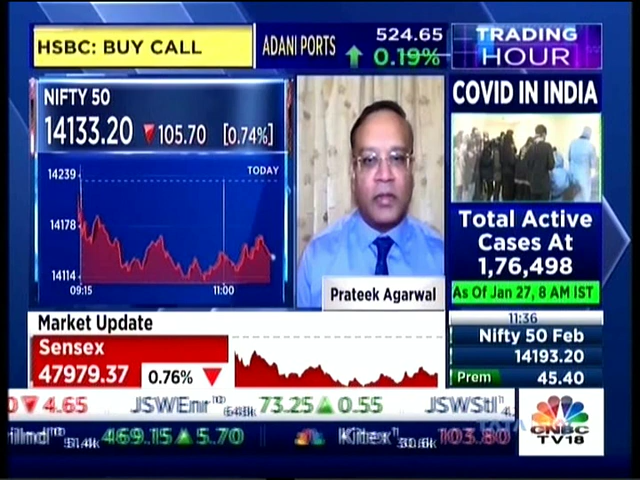 HSBC: BUY CALL
ADANI PORTS
524.65
0.19%
TRADING
HOUR
NIFTY 50
14133.20 105.70 [0.74%]
TODAY
14239
14178
14114
09:15 11:00
Prateek Agarwal
COVID IN INDIA
Total Active
Cases At
1,76,498
As Of Jan 27, 8 AM IST
Market Update
Sensex
47979.37 0.76%
11:36
Nifty 50 Feb
14193.20
Prem 45.40
4.65 JSWEnr 73.25 0.55 JSWStl
469.15 5.70 Kitex 103.80
CNBC
TV18